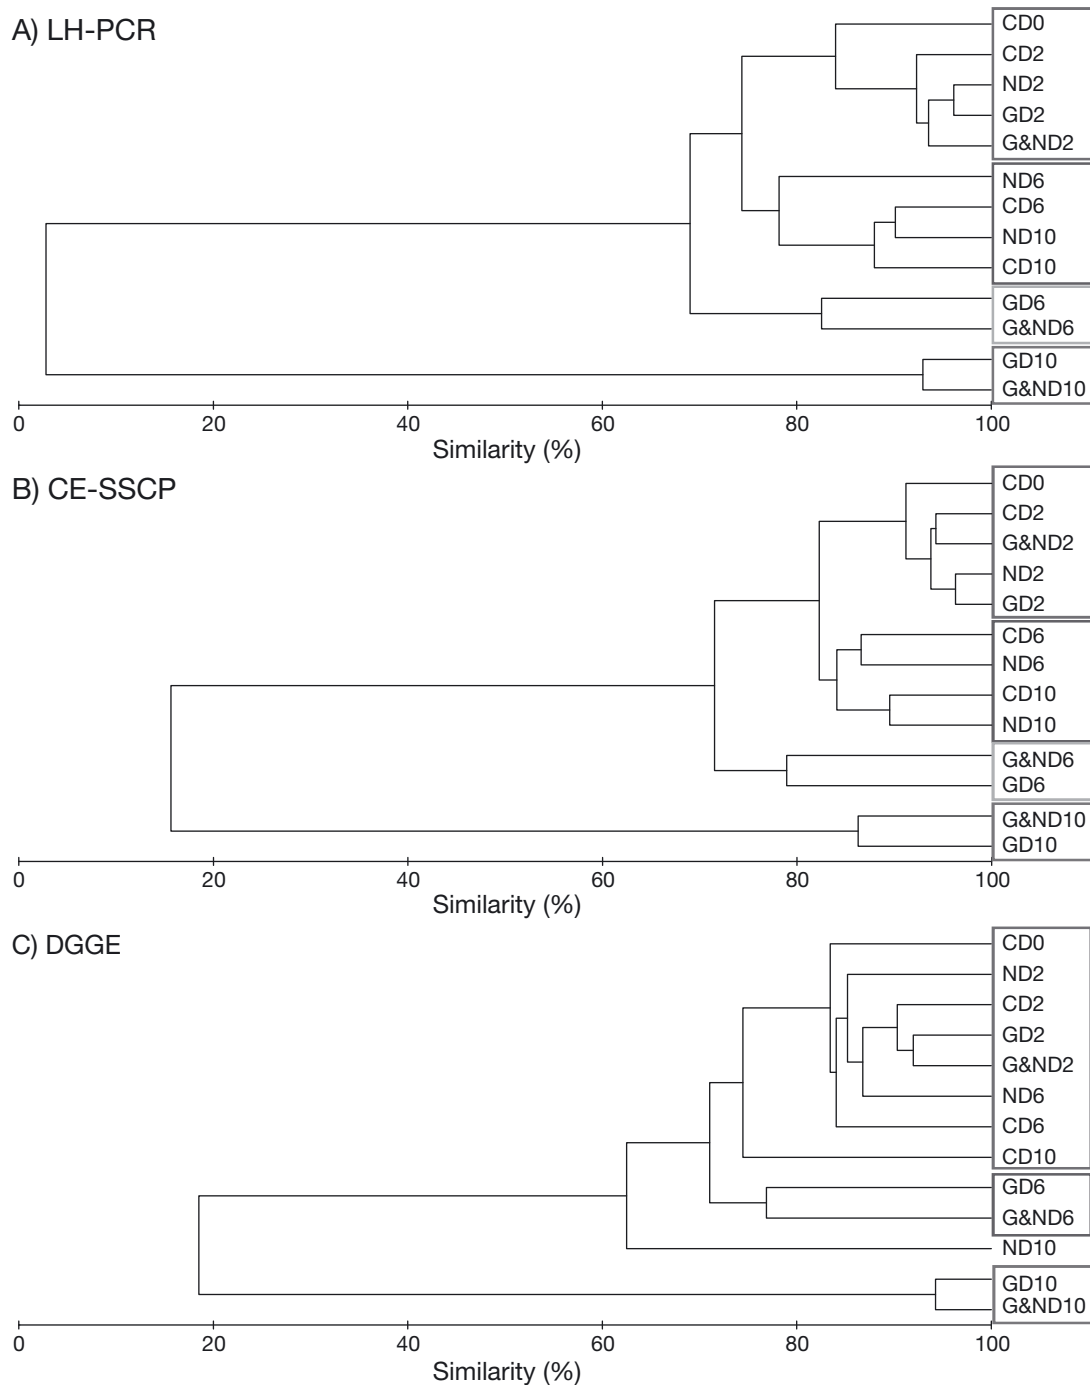 A) LH-PCR
CD0
CD2
ND2
GD2
G&ND2
ND6
CD6
ND10
CD10
GD6
G&ND6
GD10
G&ND10
0 20 40 60 80 100
Similarity (%)
B) CE-SSCP
CD0
CD2
G&ND2
ND2
GD2
CD6
ND6
CD10
ND10
G&ND6
GD6
G&ND10
GD10
0 20 40 60 80 100
Similarity (%)
C) DGGE
CD0
ND2
CD2
GD2
G&ND2
ND6
CD6
CD10
GD6
G&ND6
ND10
GD10
G&ND10
0 20 40 60 80 100
Similarity (%)